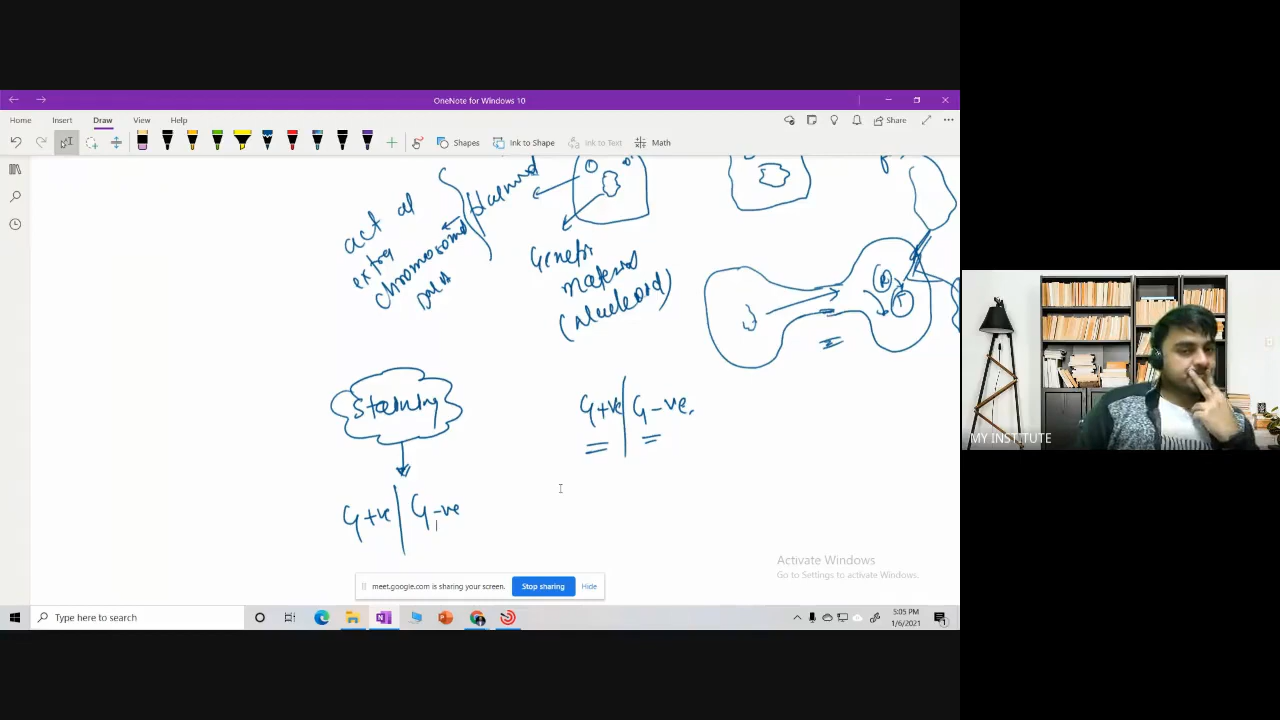 OneNote for Windows 10
Home Insert Draw View Help
Share
Shapes Ink to Shape Ink to Text Math
act as
extra
chromosomal
Genetic
material
(Nucleoid)
R
F
Staining
G+ve G-ve
G+ve G-ve
MY INSTITUTE
Activate Windows
Go to Settings to activate Windows.
meet.google.com is sharing your screen. Stop sharing Hide
Type here to search
5:05 PM
1/6/2021